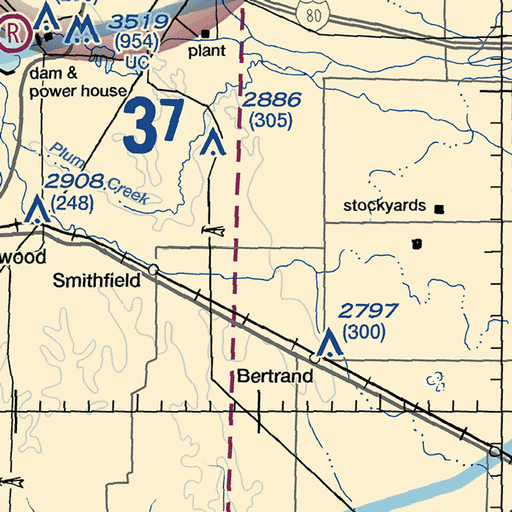 3519
(954)
UC
R
plant
80
dam &
power house
2886
(305)
37
Plum Creek
2908
(248)
stockyards
wood
Smithfield
2797
(300)
Bertrand